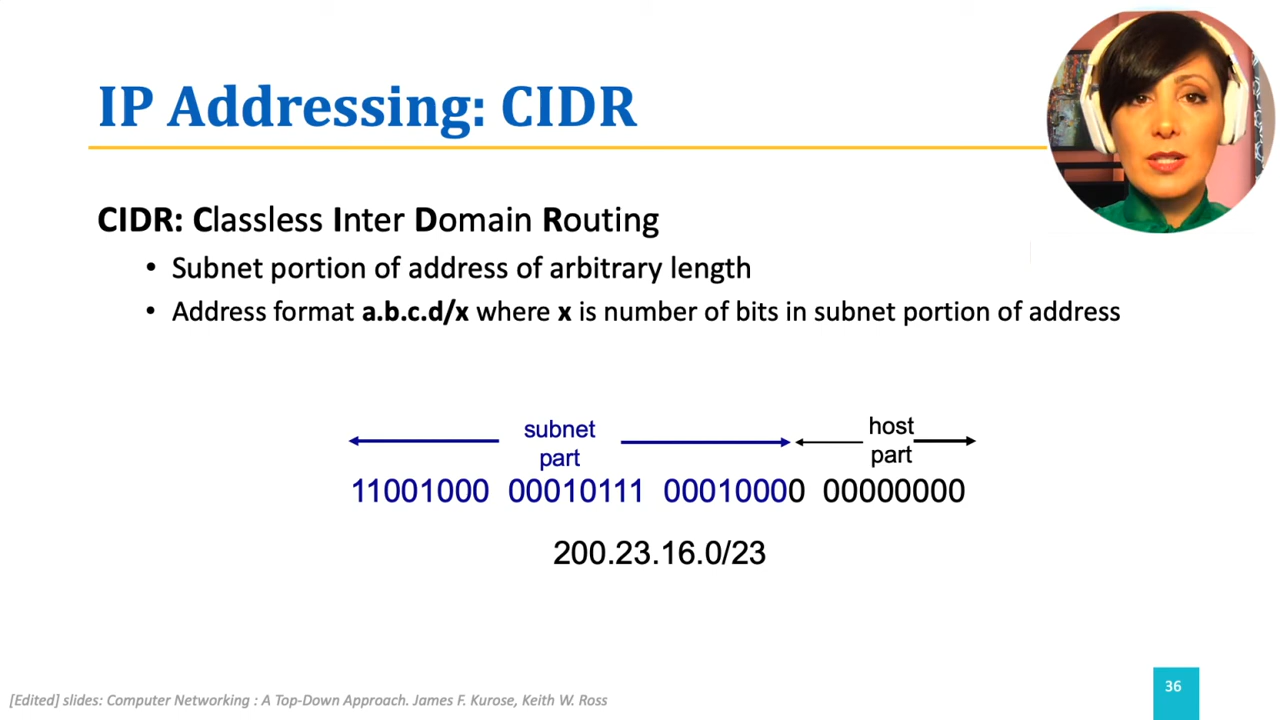 IP Addressing: CIDR
CIDR: Classless Inter Domain Routing
• Subnet portion of address of arbitrary length
• Address format a.b.c.d/x where x is number of bits in subnet portion of address
subnet
part
host
part
11001000 00010111 00010000 00000000
200.23.16.0/23
[Edited] slides: Computer Networking : A Top-Down Approach. James F. Kurose, Keith W. Ross
36